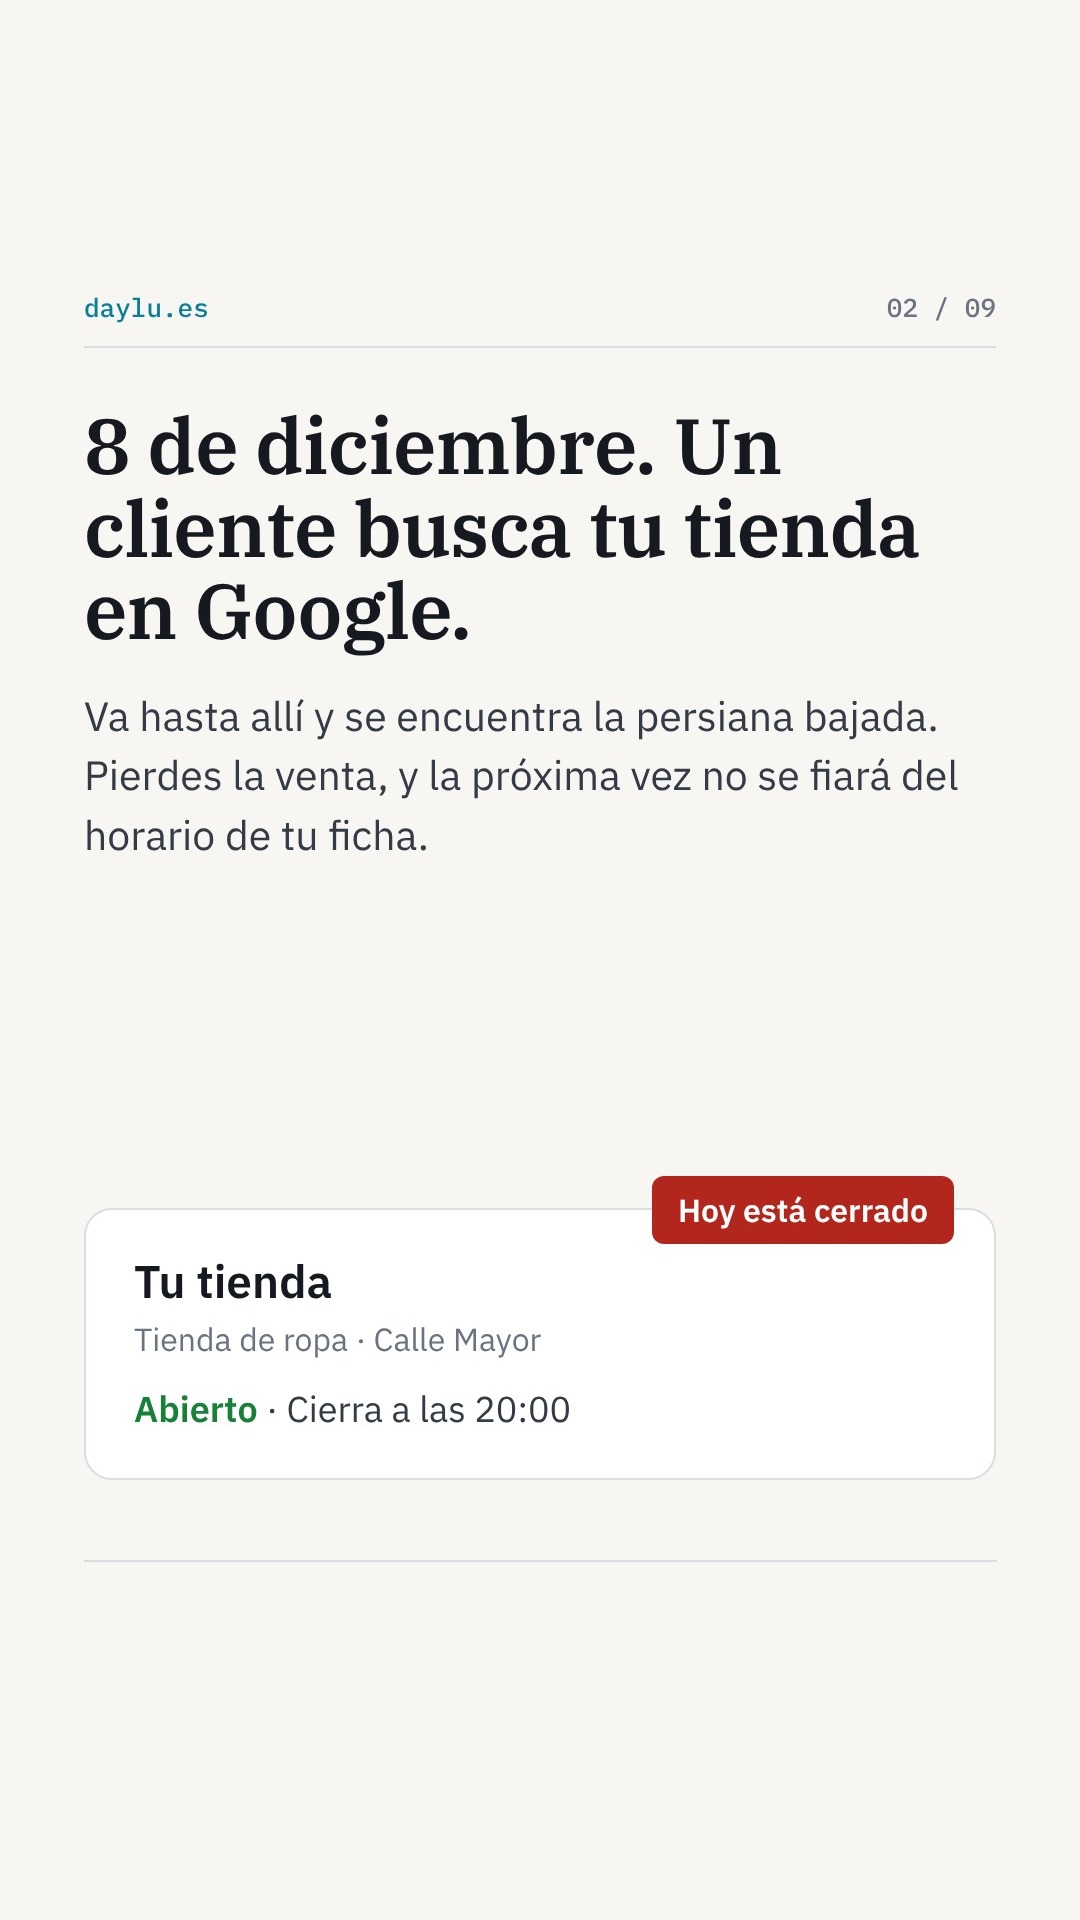 daylu.es
02 / 09
8 de diciembre. Un
cliente busca tu tienda
en Google.
Va hasta allí y se encuentra la persiana bajada.
Pierdes la venta, y la próxima vez no se fiará del
horario de tu ficha.
Hoy está cerrado
Tu tienda
Tienda de ropa · Calle Mayor
Abierto · Cierra a las 20:00